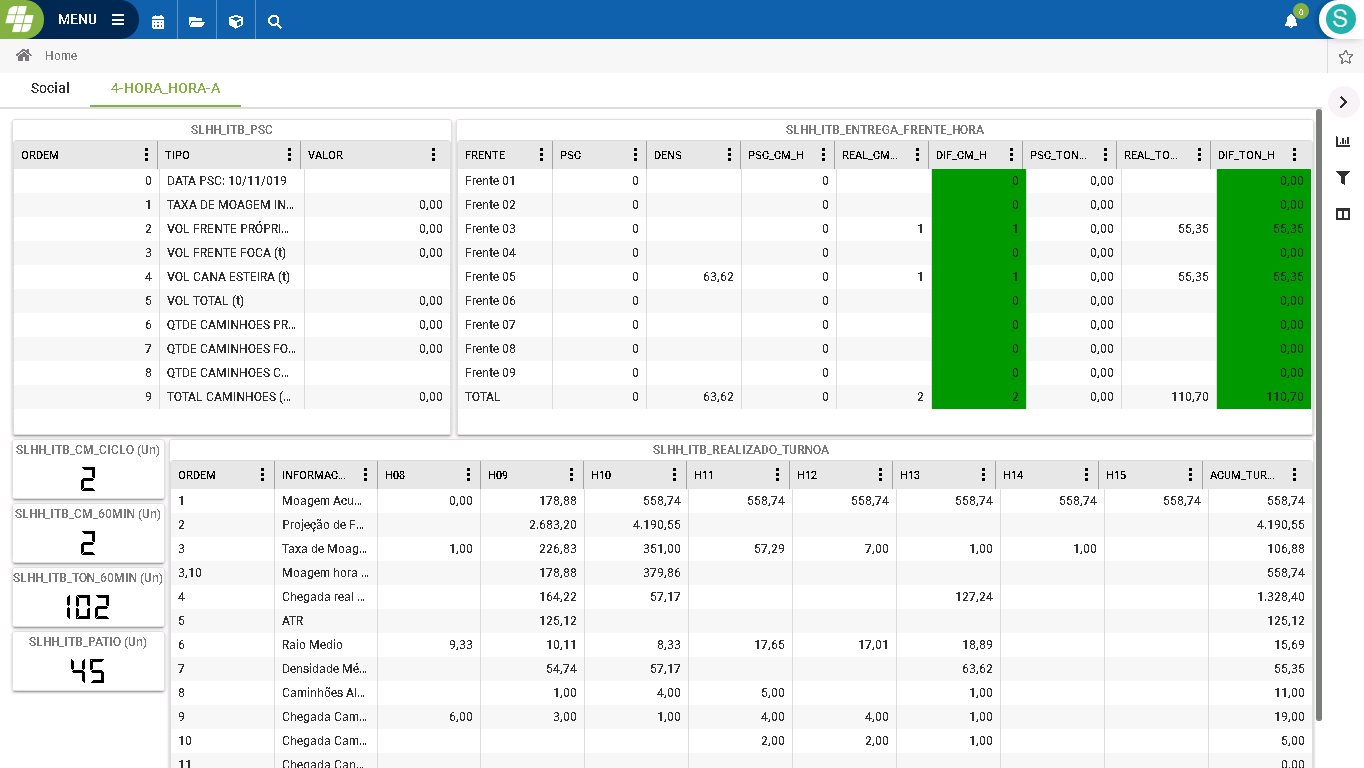 MENU
0
S
Home
Social 4-HORA_HORA-A
SLHH_ITB_PSC
ORDEM TIPO VALOR
0 DATA PSC: 10/11/019
1 TAXA DE MOAGEM IN... 0,00
2 VOL FRENTE PRÓPRI... 0,00
3 VOL FRENTE FOCA (t) 0,00
4 VOL CANA ESTEIRA (t)
5 VOL TOTAL (t) 0,00
6 QTDE CAMINHOES PR... 0,00
7 QTDE CAMINHOES FO... 0,00
8 QTDE CAMINHOES C...
9 TOTAL CAMINHOES (... 0,00
SLHH_ITB_ENTREGA_FRENTE_HORA
FRENTE PSC DENS PSC_CM_H REAL_CM... DIF_CM_H PSC_TON... REAL_TO... DIF_TON_H
Frente 01 0 0 0 0,00 0,00
Frente 02 0 0 0 0,00 0,00
Frente 03 0 0 1 1 0,00 55,35 55,35
Frente 04 0 0 0 0,00 0,00
Frente 05 0 63,62 0 1 1 0,00 55,35 55,35
Frente 06 0 0 0 0,00 0,00
Frente 07 0 0 0 0,00 0,00
Frente 08 0 0 0 0,00 0,00
Frente 09 0 0 0 0,00 0,00
TOTAL 0 63,62 0 2 2 0,00 110,70 110,70
SLHH_ITB_CM_CICLO (Un)
2
SLHH_ITB_CM_60MIN (Un)
2
SLHH_ITB_TON_60MIN (Un)
102
SLHH_ITB_PATIO (Un)
45
SLHH_ITB_REALIZADO_TURNOA
ORDEM INFORMAC... H08 H09 H10 H11 H12 H13 H14 H15 ACUM_TUR...
1 Moagem Acu... 0,00 178,88 558,74 558,74 558,74 558,74 558,74 558,74 558,74
2 Projeção de F... 2.683,20 4.190,55 4.190,55
3 Taxa de Moag... 1,00 226,83 351,00 57,29 7,00 1,00 1,00 106,88
3,10 Moagem hora ... 178,88 379,86 558,74
4 Chegada real ... 164,22 57,17 127,24 1.328,40
5 ATR 125,12 125,12
6 Raio Medio 9,33 10,11 8,33 17,65 17,01 18,89 15,69
7 Densidade Mé... 54,74 57,17 63,62 55,35
8 Caminhões Al... 1,00 4,00 5,00 1,00 11,00
9 Chegada Cam... 6,00 3,00 1,00 4,00 4,00 1,00 19,00
10 Chegada Cam... 2,00 2,00 1,00 5,00
11 Chegada Can... 0,00